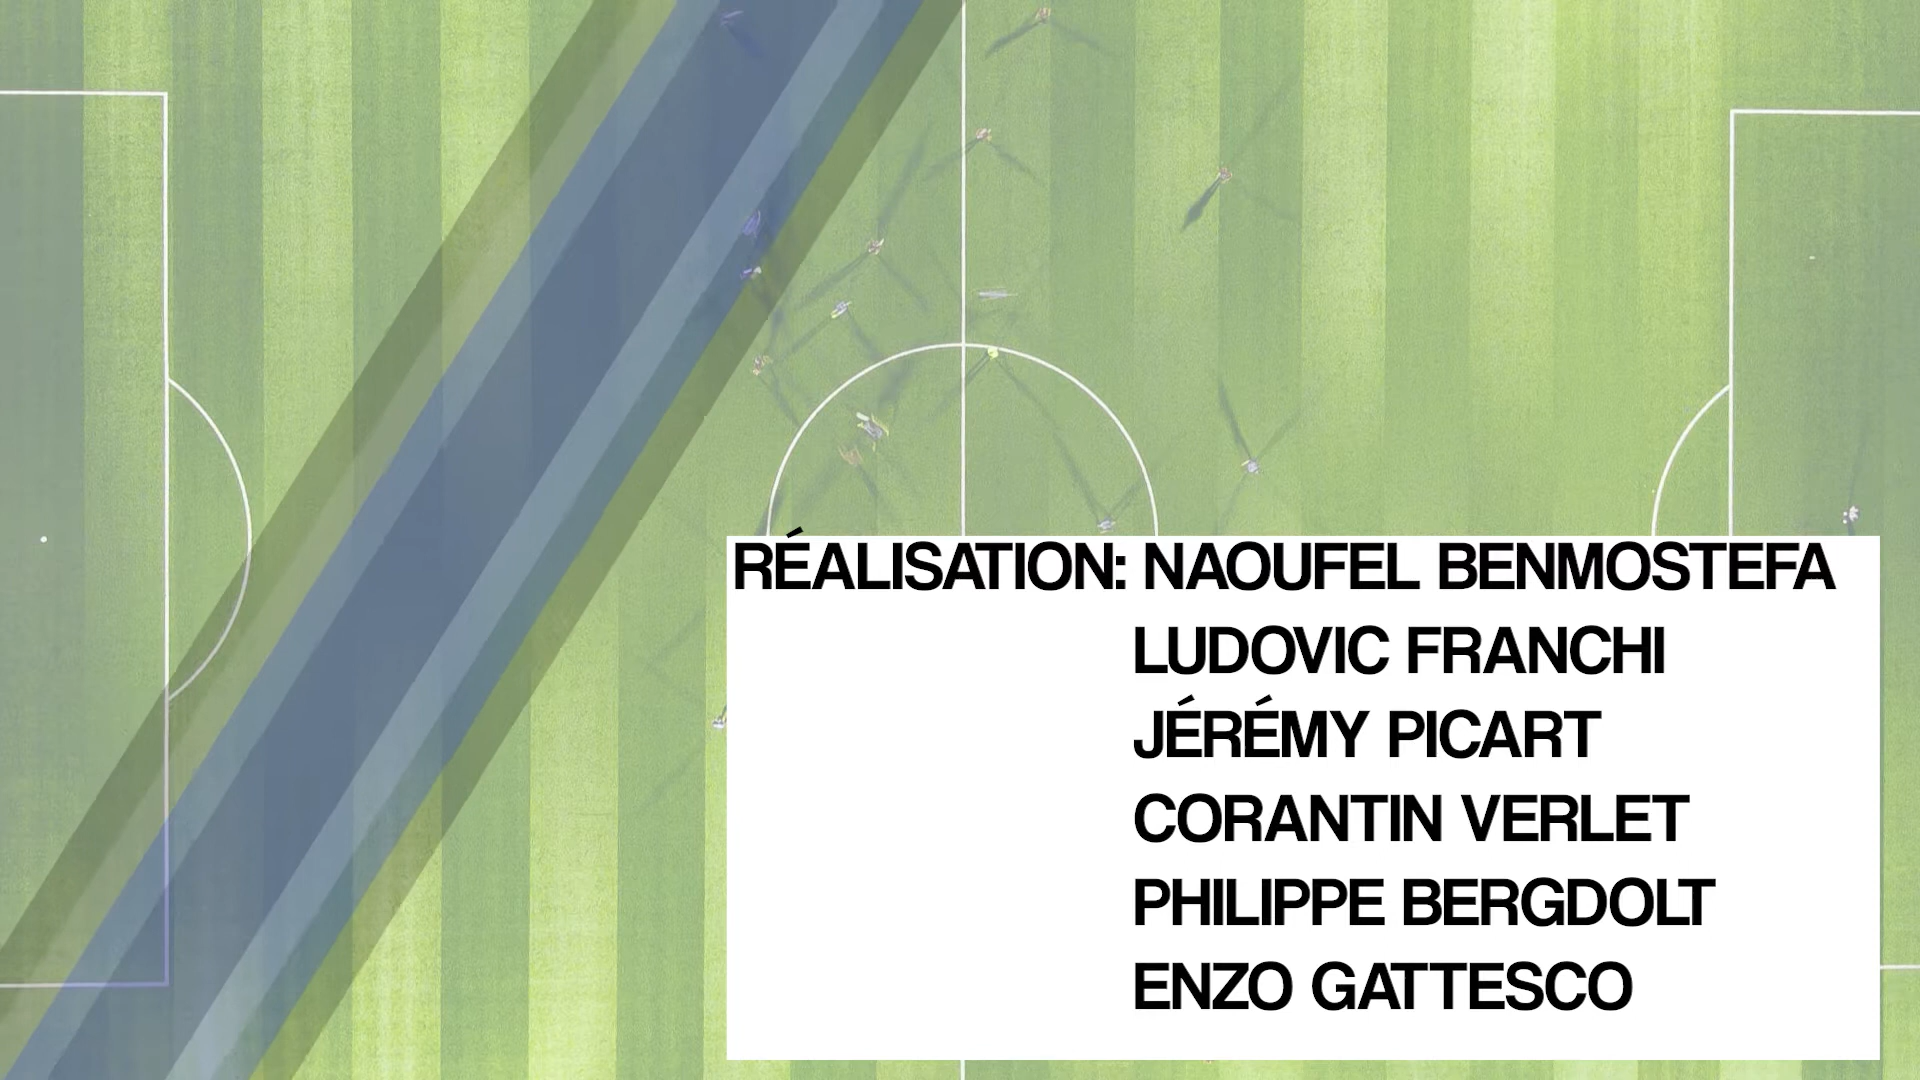 RÉALISATION: NAOUFEL BENMOSTEFA
LUDOVIC FRANCHI
JÉRÉMY PICART
CORANTIN VERLET
PHILIPPE BERGDOLT
ENZO GATTESCO